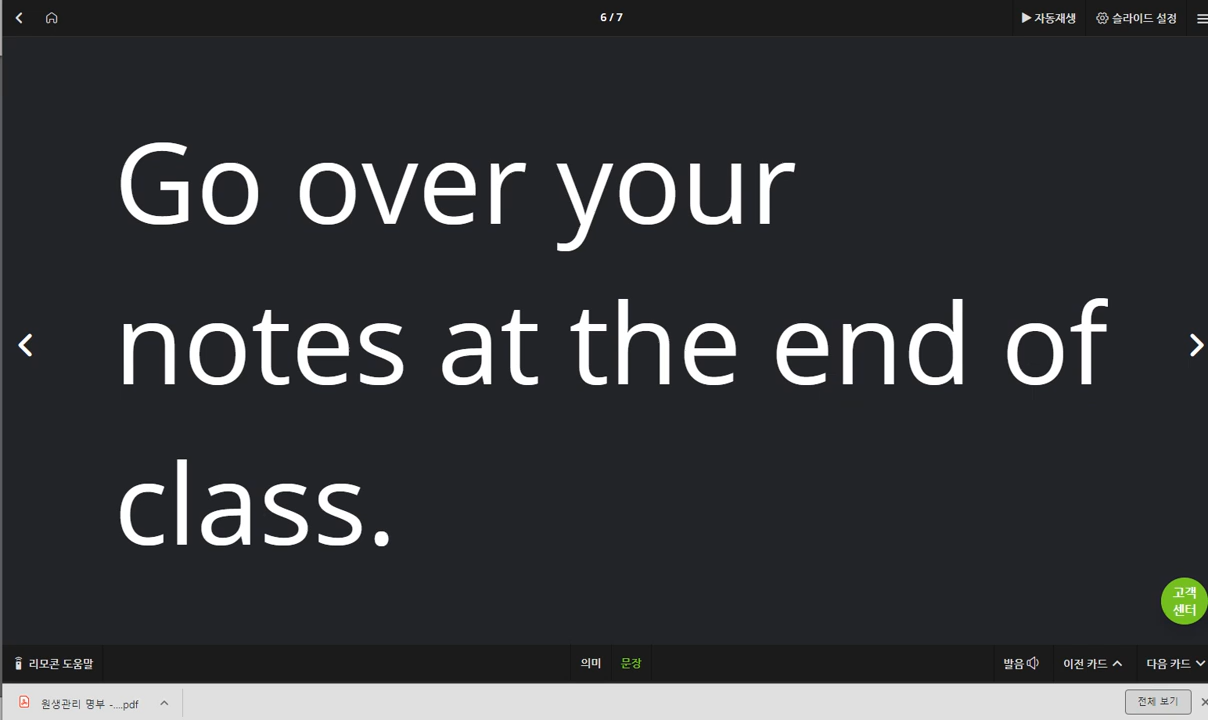 6 / 7
자동재생
슬라이드 설정
Go over your
notes at the end of
class.
고객
센터
리모콘 도움말
의미
문장
발음
이전 카드
다음 카드
원생관리 명부 -....pdf
전체 보기